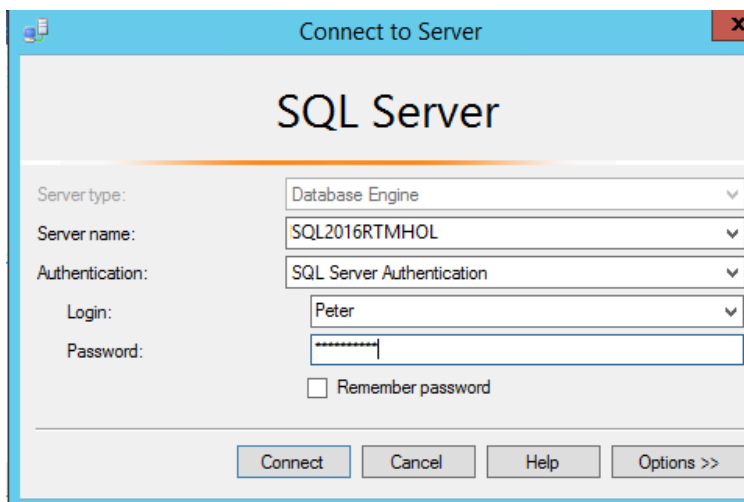 Connect to Server
x
SQL Server
Server type: Database Engine
Server name: SQL2016RTMHOL
Authentication: SQL Server Authentication
Login: Peter
Password: **********
Remember password
Connect Cancel Help Options >>